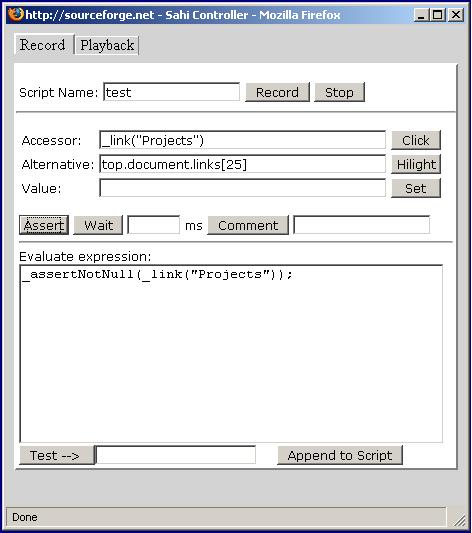 http://sourceforge.net - Sahi Controller - Mozilla Firefox
Record Playback
Script Name: test Record Stop
Accessor: _link("Projects") Click
Alternative: top.document.links[25] Hilight
Value: Set
Assert Wait ms Comment
Evaluate expression:
_assertNotNull(_link("Projects"));
Test --> Append to Script
Done